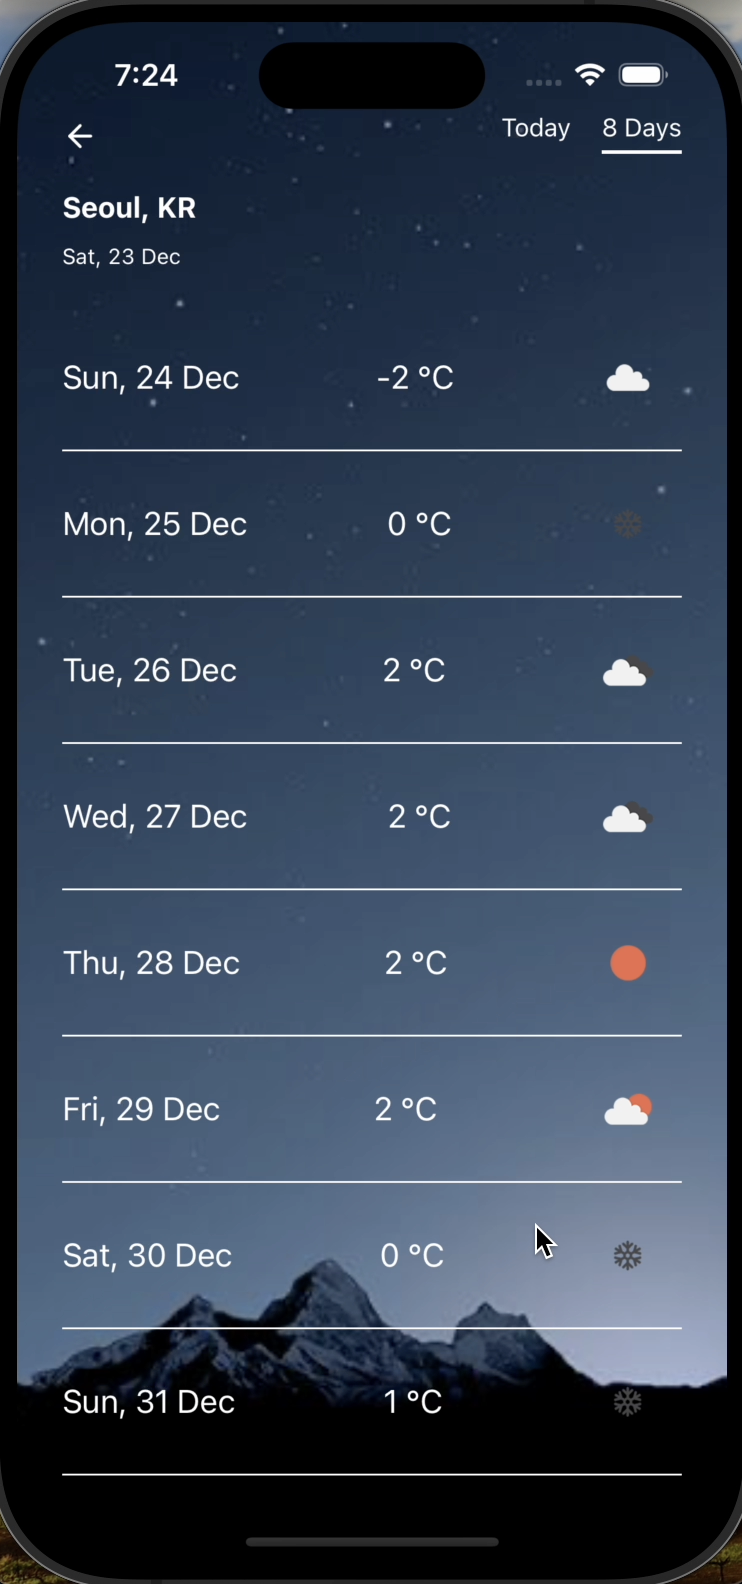 7:24
Today 8 Days
Seoul, KR
Sat, 23 Dec
Sun, 24 Dec -2 °C
Mon, 25 Dec 0 °C
Tue, 26 Dec 2 °C
Wed, 27 Dec 2 °C
Thu, 28 Dec 2 °C
Fri, 29 Dec 2 °C
Sat, 30 Dec 0 °C
Sun, 31 Dec 1 °C